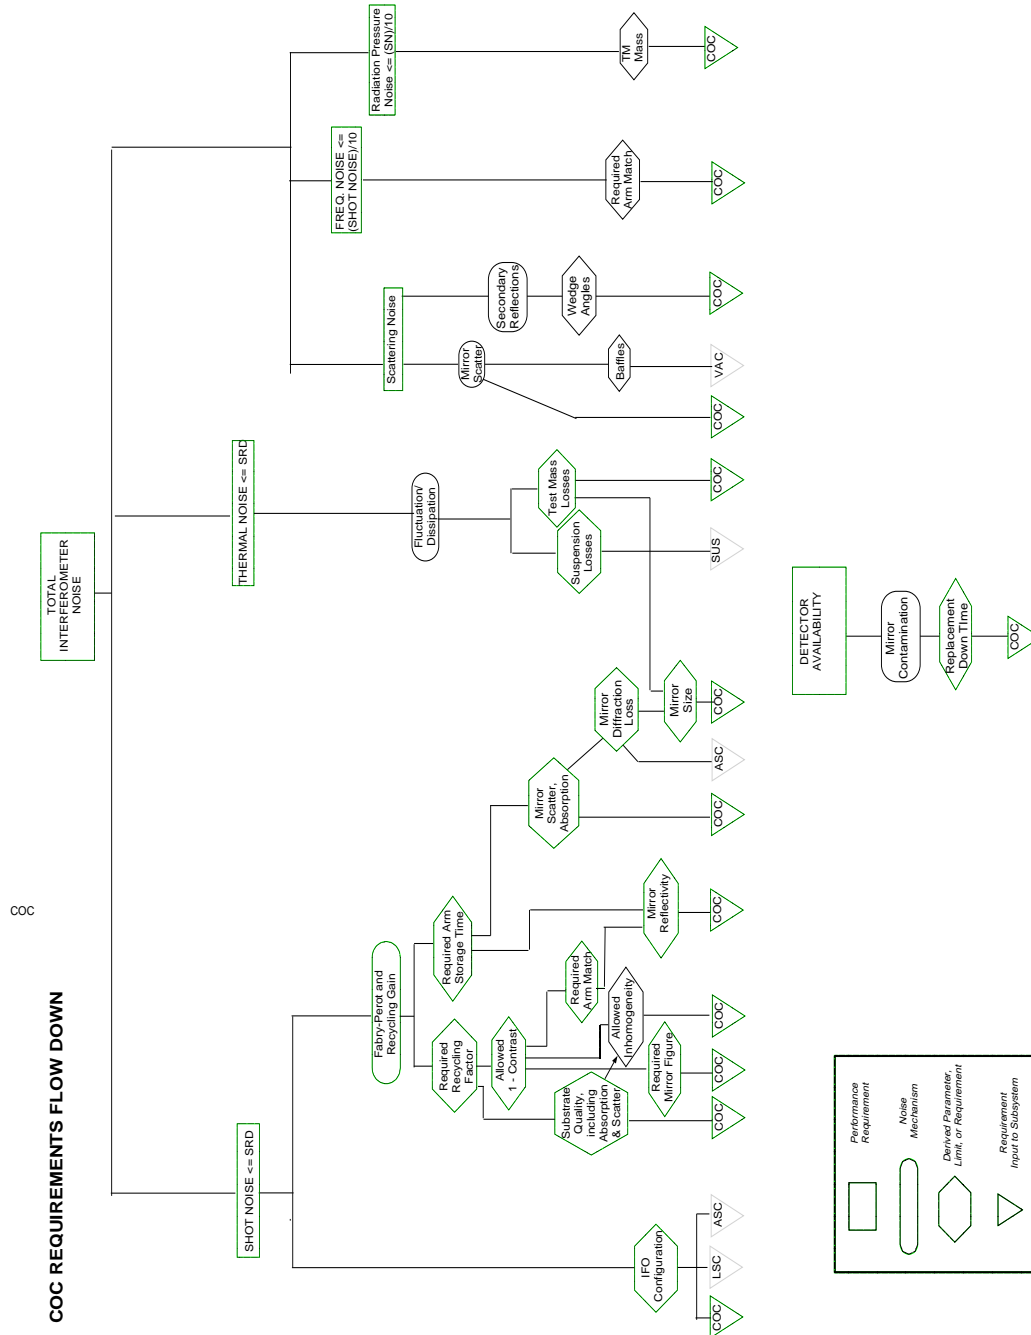 COC
COC REQUIREMENTS FLOW DOWN
TOTAL
INTERFEROMETER
NOISE
SHOT NOISE <= SRD
THERMAL NOISE <= SRD
Scattering Noise
FREQ. NOISE <=
(SHOT NOISE)/10
Radiation Pressure
Noise <= (SN)/10
Fabry-Perot and
Recycling Gain
Fluctuation/
Dissipation
Mirror
Scatter
Secondary
Reflections
Required
Recycling
Factor
Required Arm
Storage Time
Allowed
1 - Contrast
Mirror
Scatter,
Absorption
Suspension
Losses
Test Mass
Losses
Wedge
Angles
Substrate
Quality,
including
Absorption
& Scatter
Required
Arm Match
Allowed
Inhomogeneity
Mirror
Diffraction
Loss
Baffles
Required
Arm Match
TM
Mass
IFO
Configuration
Required
Mirror Figure
Mirror
Reflectivity
Mirror
Size
COC
LSC
ASC
COC
COC
COC
COC
COC
ASC
COC
SUS
COC
COC
VAC
COC
COC
COC
DETECTOR
AVAILABILITY
Mirror
Contamination
Replacement
Down TIme
COC
Performance
Requirement
Noise
Mechanism
Derived Parameter,
Limit, or Requirement
Requirement
Input to Subsystem